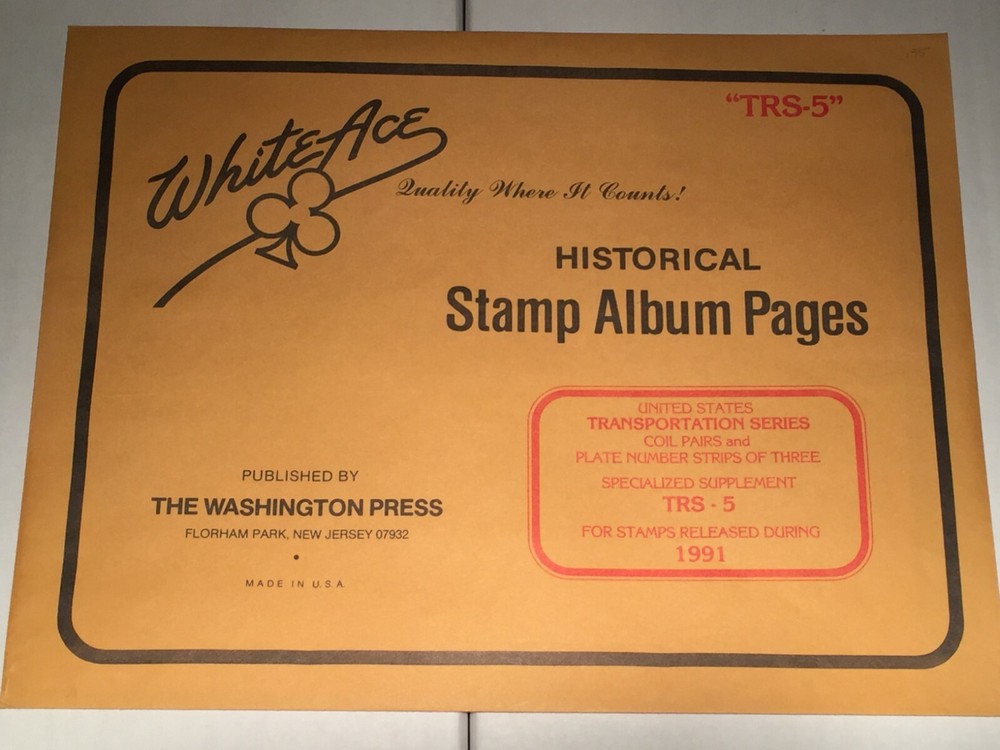 "TRS-5"
White Ace
Quality Where It Counts!
HISTORICAL
Stamp Album Pages
UNITED STATES
TRANSPORTATION SERIES
COIL PAIRS and
PLATE NUMBER STRIPS OF THREE
SPECIALIZED SUPPLEMENT
TRS - 5
FOR STAMPS RELEASED DURING
1991
PUBLISHED BY
THE WASHINGTON PRESS
FLORHAM PARK, NEW JERSEY 07932
•
MADE IN U.S.A.